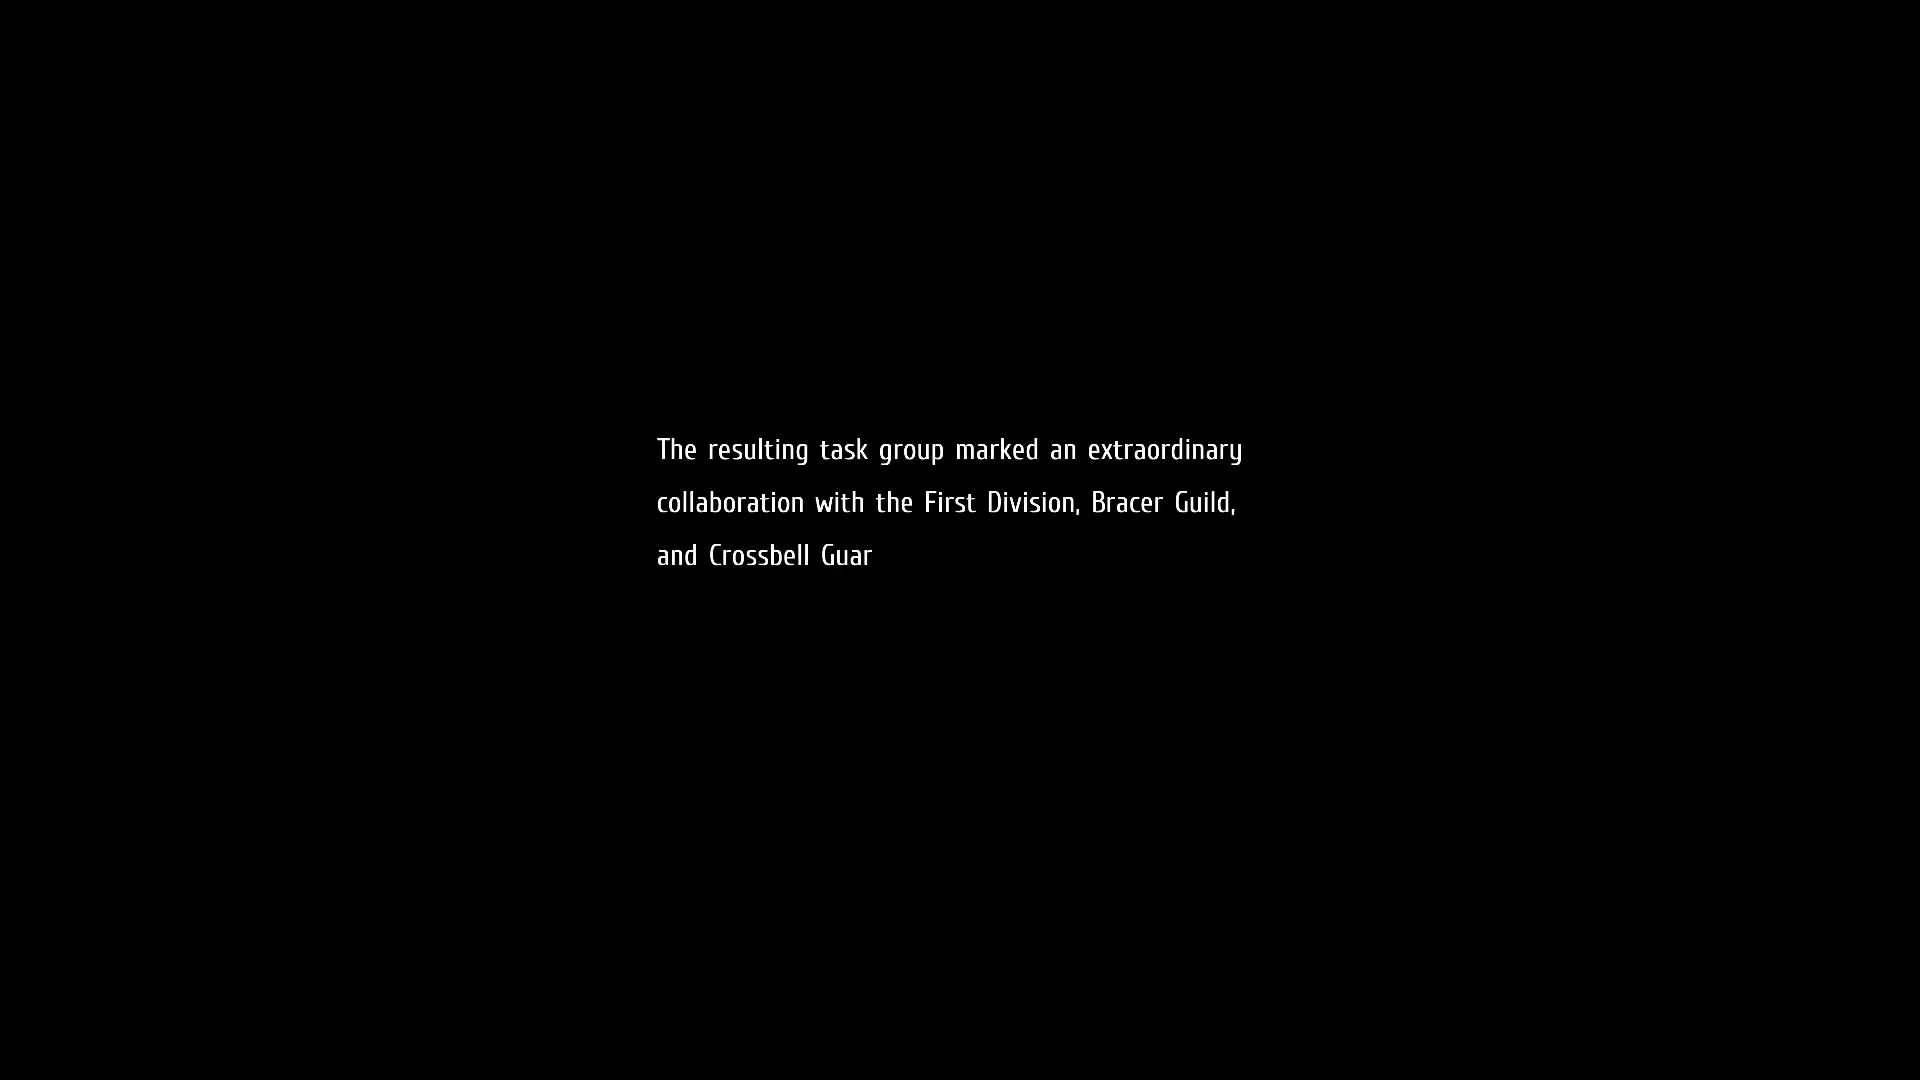 The resulting task group marked an extraordinary
collaboration with the First Division, Bracer Guild,
and Crossbell Guar